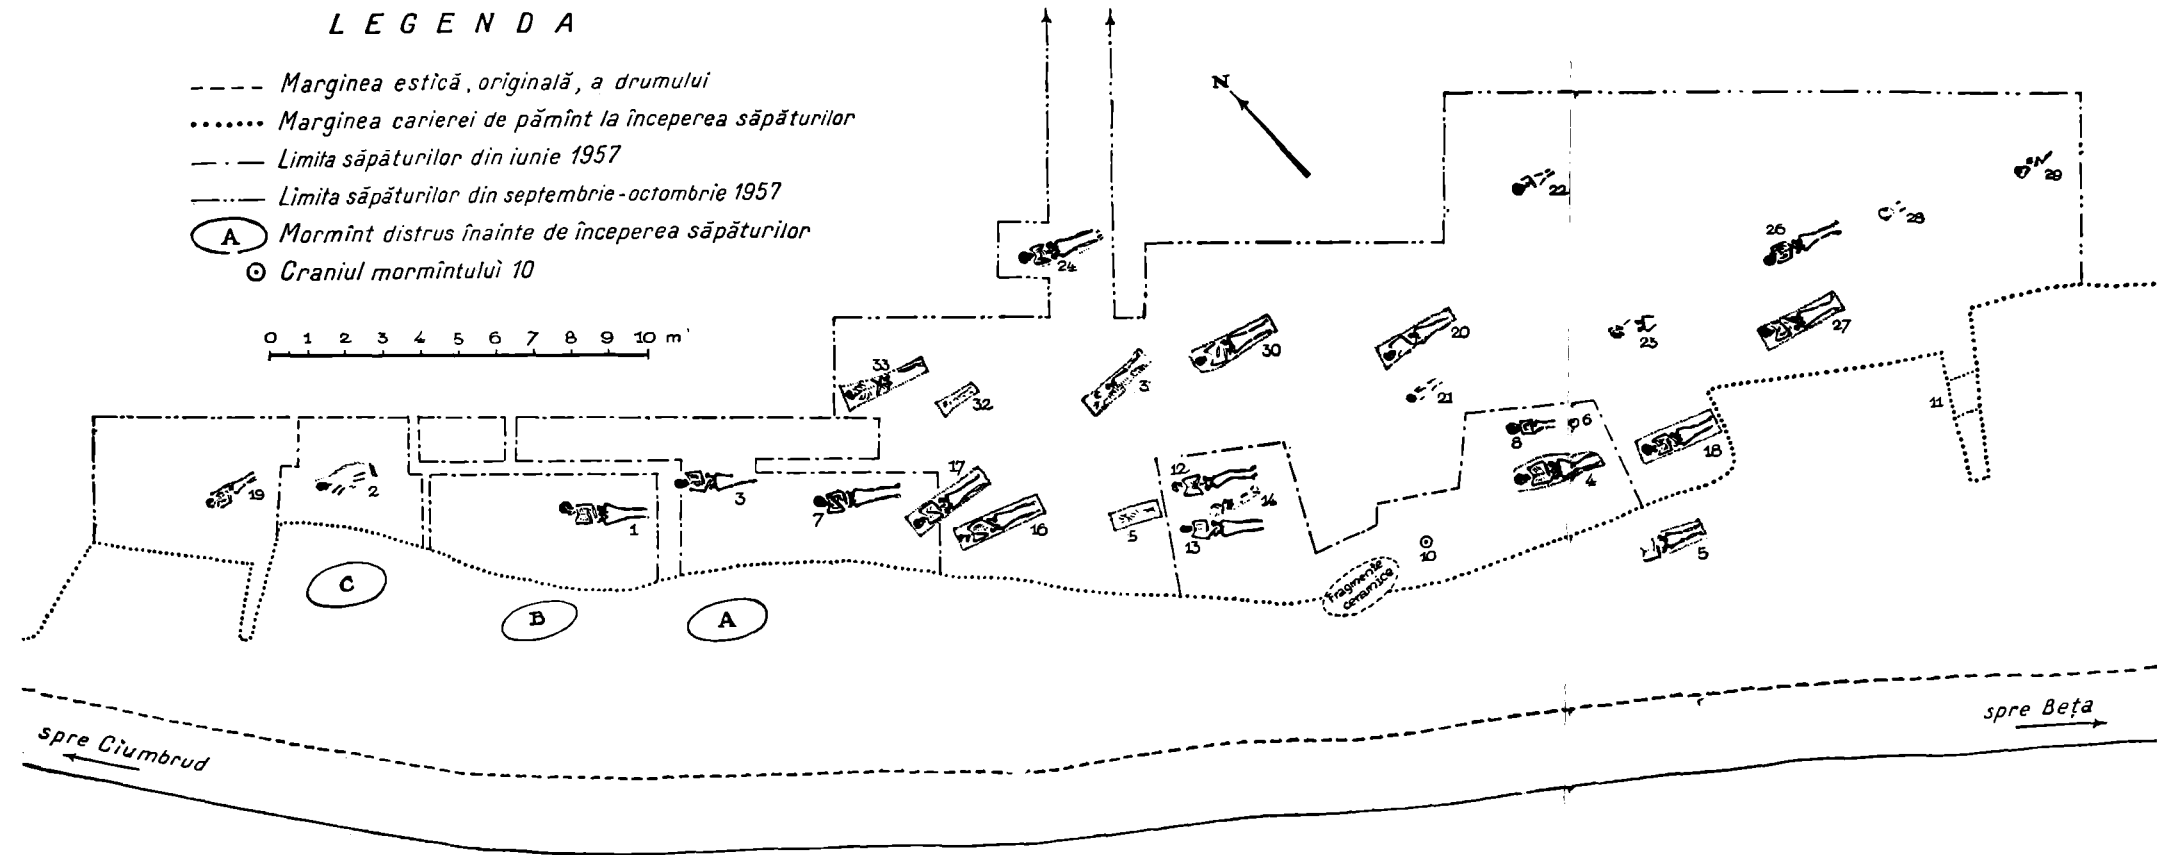 LEGENDA
Marginea estică, originală, a drumului
Marginea carierei de pămînt la începerea săpăturilor
Limita săpăturilor din iunie 1957
Limita săpăturilor din septembrie-octombrie 1957
A Mormînt distrus înainte de începerea săpăturilor
Craniul mormîntului 10
0 1 2 3 4 5 6 7 8 9 10 m
N
22
29
28
26
24
27
20
23
30
33
32
3
21
11
6
8
18
4
17
12
19
2
3
14
7
1
16
5
13
10
5
Fragmente
ceramice
C
B
A
spre Ciumbrud
spre Beța